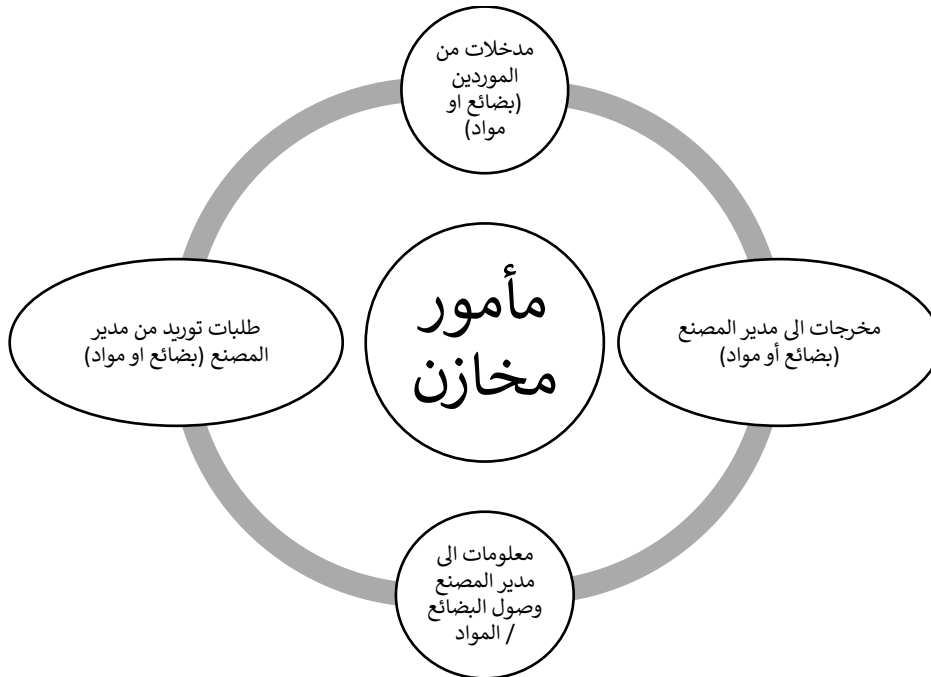 مدخلات من
الموردين
(بضائع او
مواد)
مخرجات الى مدير المصنع
(بضائع أو مواد)
مأمور
مخازن
طلبات توريد من مدير
المصنع (بضائع او مواد)
معلومات الى
مدير المصنع
وصول البضائع
/ المواد